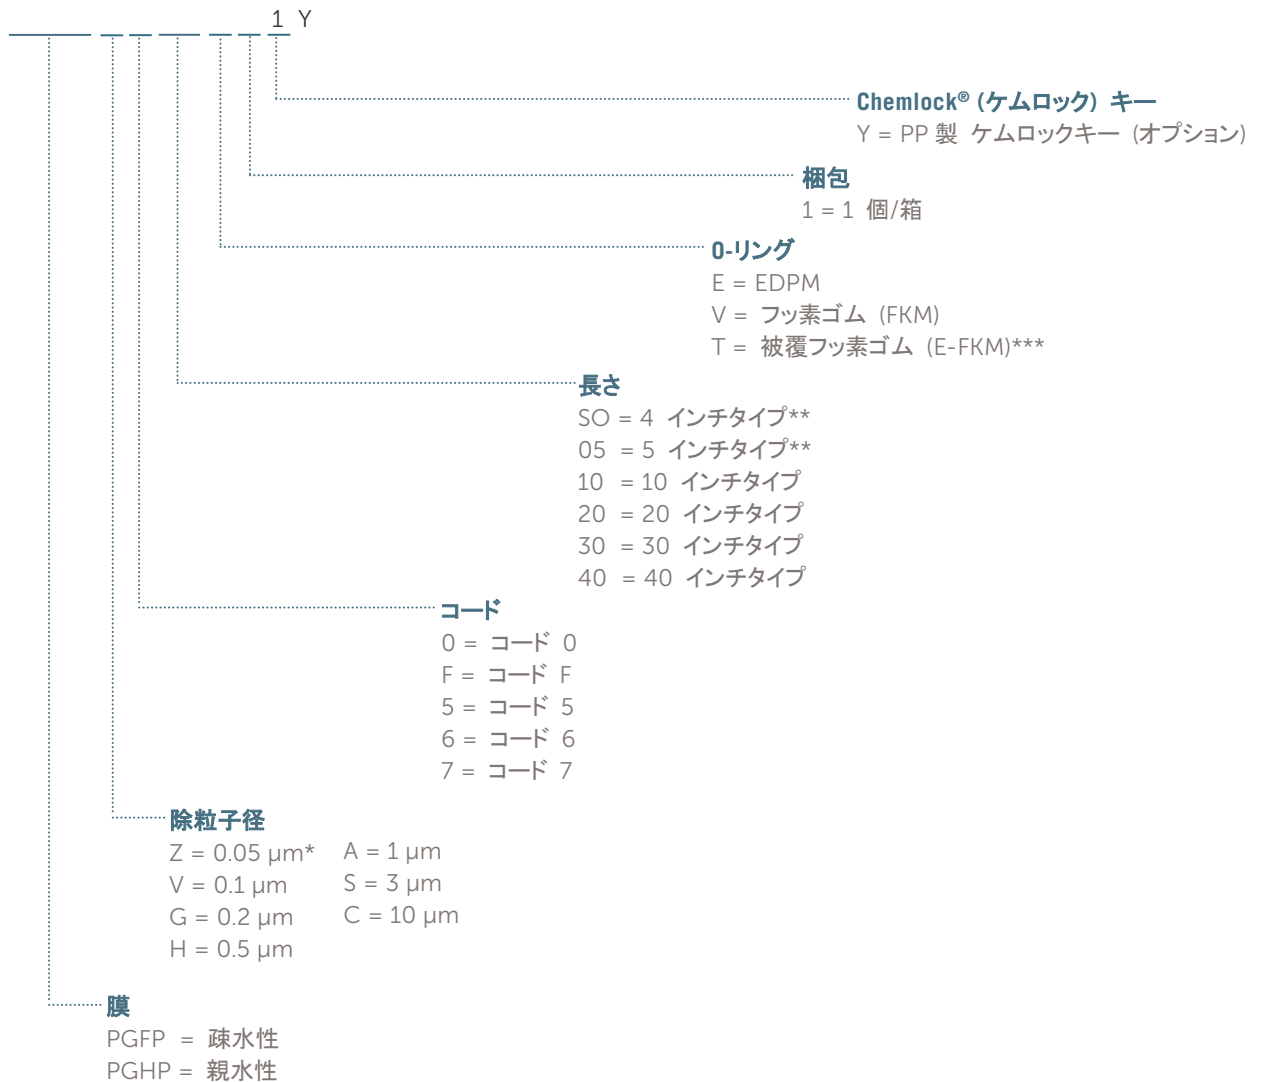 1 Y
Chemlock® (ケムロック) キー
Y = PP 製 ケムロックキー (オプション)
梱包
1 = 1 個/箱
O-リング
E = EDPM
V = フッ素ゴム (FKM)
T = 被覆フッ素ゴム (E-FKM)***
長さ
SO = 4 インチタイプ**
05 = 5 インチタイプ**
10 = 10 インチタイプ
20 = 20 インチタイプ
30 = 30 インチタイプ
40 = 40 インチタイプ
コード
0 = コード 0
F = コード F
5 = コード 5
6 = コード 6
7 = コード 7
除粒子径
Z = 0.05 µm* A = 1 µm
V = 0.1 µm S = 3 µm
G = 0.2 µm C = 10 µm
H = 0.5 µm
膜
PGFP = 疎水性
PGHP = 親水性